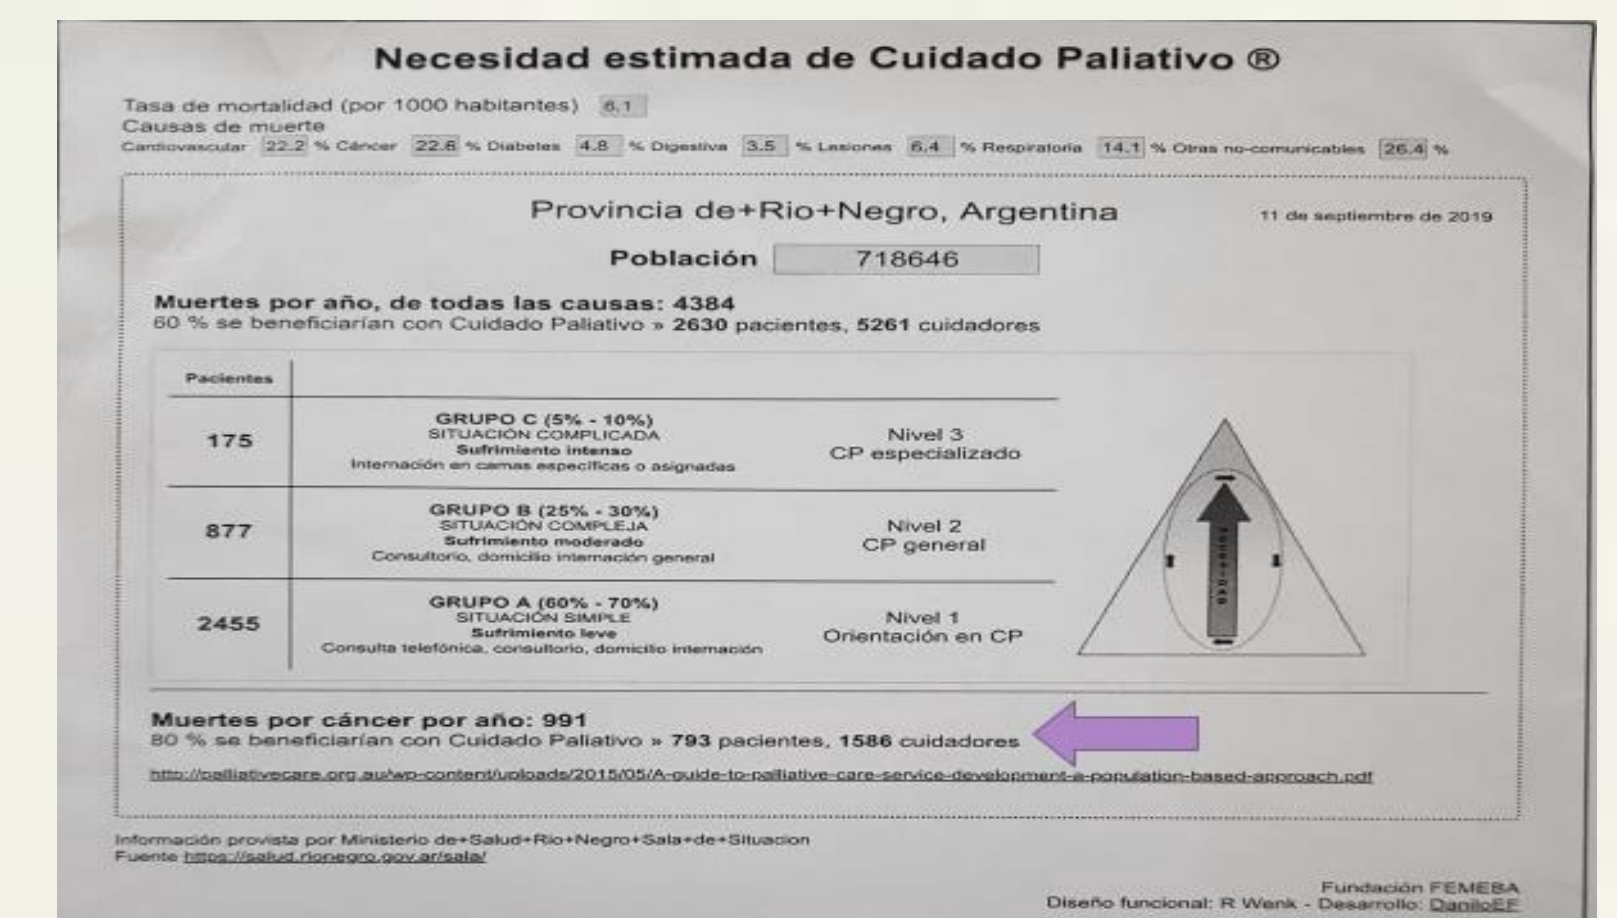 Necesidad estimada de Cuidado Paliativo ®
Tasa de mortalidad (por 1000 habitantes) 6,1
Causas de muerte
Cardiovascular 22.2 % Cáncer 22.6 % Diabetes 4.8 % Digestiva 3.5 % Lesiones 6.4 % Respiratoria 14.1 % Otras no-comunicables 26.4 %
Provincia de+Rio+Negro, Argentina 11 de septiembre de 2019
Población 718646
Muertes por año, de todas las causas: 4384
60 % se beneficiarían con Cuidado Paliativo » 2630 pacientes, 5261 cuidadores
Pacientes
175
GRUPO C (5% - 10%)
SITUACIÓN COMPLICADA
Sufrimiento intenso
Internación en camas específicas o asignadas
Nivel 3
CP especializado
877
GRUPO B (25% - 30%)
SITUACIÓN COMPLEJA
Sufrimiento moderado
Consultorio, domicilio internación general
Nivel 2
CP general
2455
GRUPO A (60% - 70%)
SITUACIÓN SIMPLE
Sufrimiento leve
Consulta telefónica, consultorio, domicilio internación
Nivel 1
Orientación en CP
Muertes por cáncer por año: 991
80 % se beneficiarían con Cuidado Paliativo » 793 pacientes, 1586 cuidadores
http://palliativecare.org.au/wp-content/uploads/2015/05/A-guide-to-palliative-care-service-development-a-population-based-approach.pdf
Información provista por Ministerio de+Salud+Rio+Negro+Sala+de+Situacion
Fuente https://salud.rionegro.gov.ar/sala/
Fundación FEMEBA
Diseño funcional: R Wenk - Desarrollo: DaniloEF